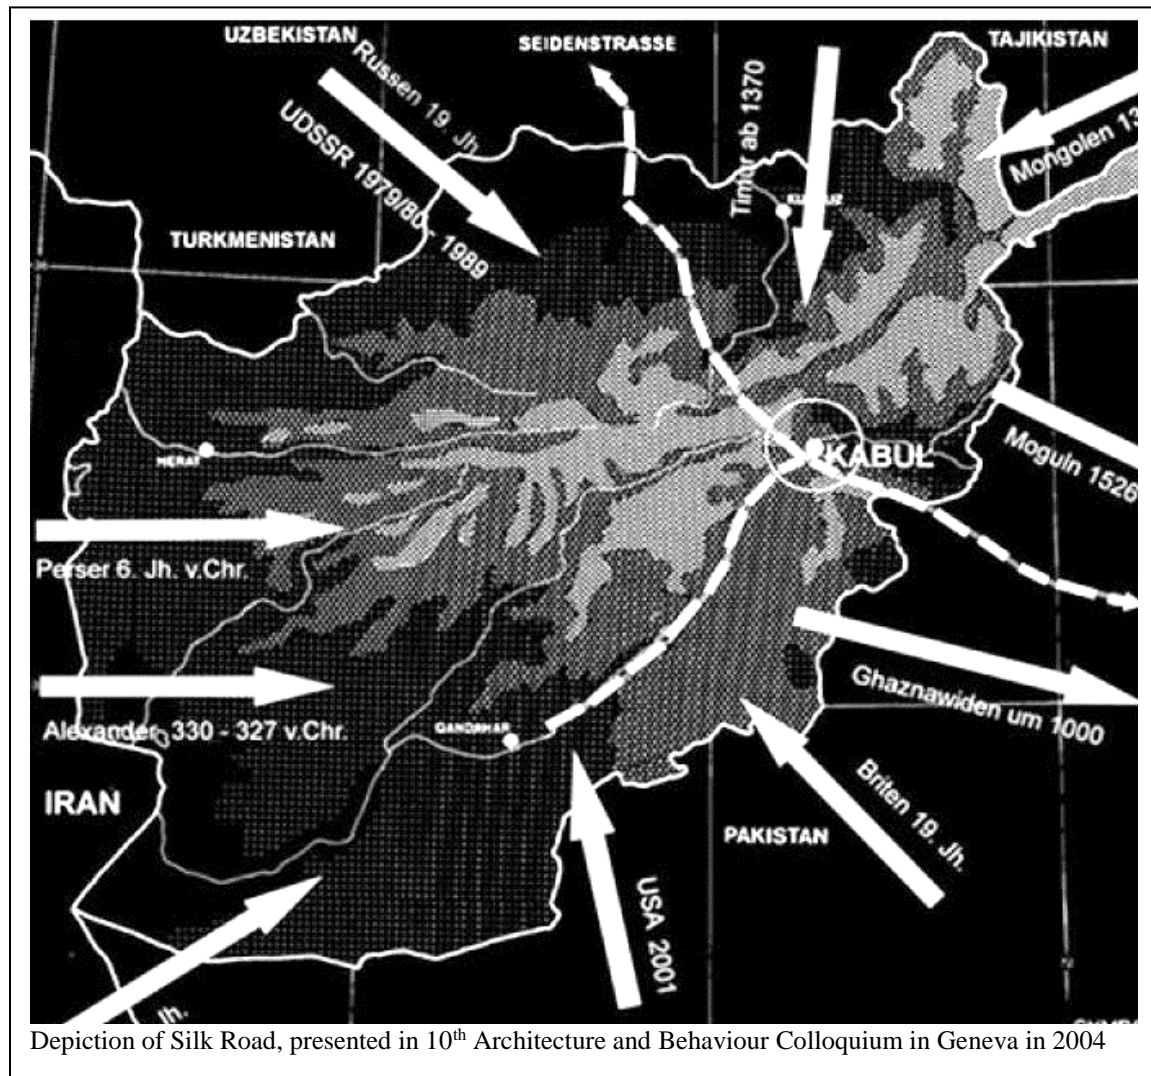 UZBEKISTAN
SEIDENSTRASSE
TAJIKISTAN
Russen 19. Jh.
UDSSR 1979/80 - 1989
Timur ab 1370
Mongolen 13
TURKMENISTAN
HERAT
KABUL
Moguln 1526
Perser 6. Jh. v.Chr.
Alexander 330 - 327 v.Chr.
Ghaznawiden um 1000
QANDIHAR
IRAN
Briten 19. Jh.
PAKISTAN
USA 2001
Jh.
Depiction of Silk Road, presented in 10th Architecture and Behaviour Colloquium in Geneva in 2004